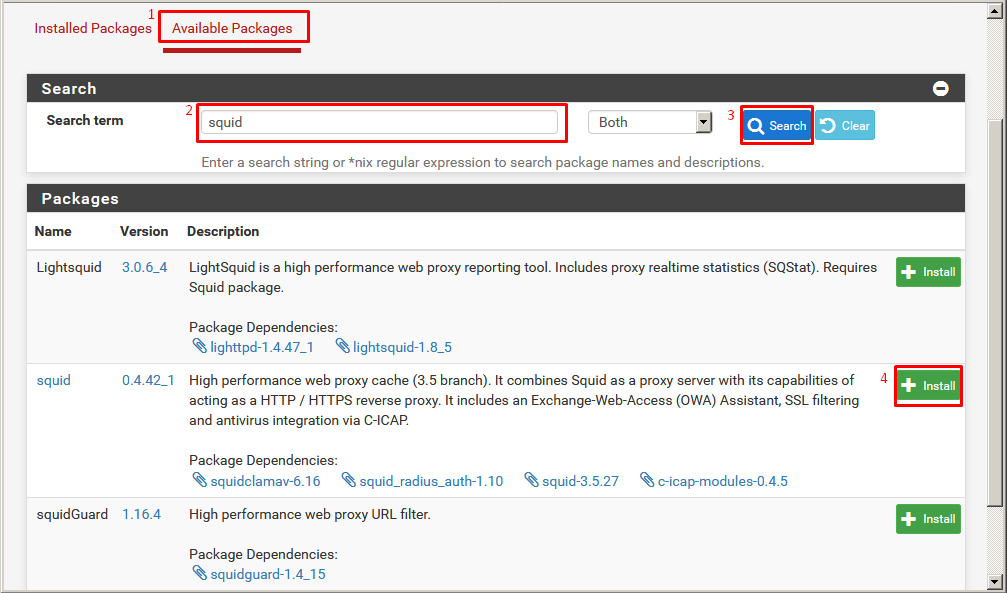 1
Installed Packages Available Packages
Search
Search term 2 squid Both 3 Search Clear
Enter a search string or *nix regular expression to search package names and descriptions.
Packages
Name Version Description
Lightsquid 3.0.6_4 LightSquid is a high performance web proxy reporting tool. Includes proxy realtime statistics (SQStat). Requires Install
Squid package.
Package Dependencies:
lighttpd-1.4.47_1 lightsquid-1.8_5
squid 0.4.42_1 High performance web proxy cache (3.5 branch). It combines Squid as a proxy server with its capabilities of 4 Install
acting as a HTTP / HTTPS reverse proxy. It includes an Exchange-Web-Access (OWA) Assistant, SSL filtering
and antivirus integration via C-ICAP.
Package Dependencies:
squidclamav-6.16 squid_radius_auth-1.10 squid-3.5.27 c-icap-modules-0.4.5
squidGuard 1.16.4 High performance web proxy URL filter. Install
Package Dependencies:
squidguard-1.4_15